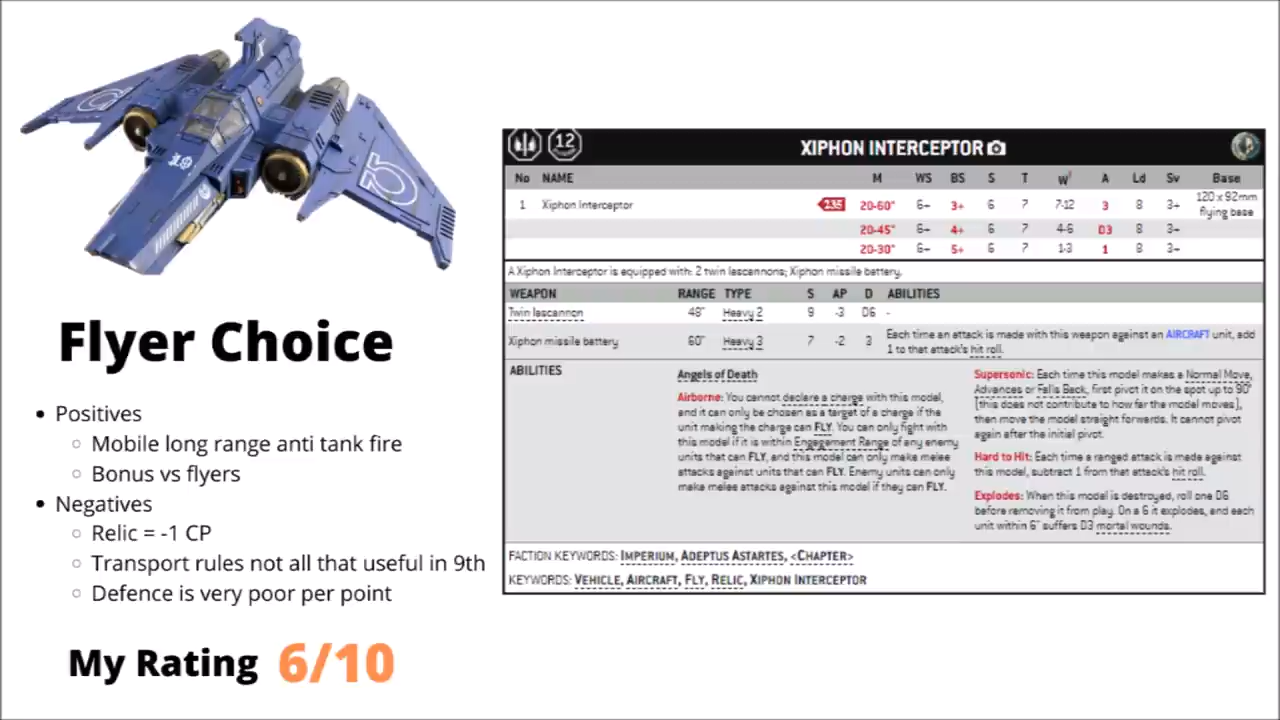 Flyer Choice
Positives
Mobile long range anti tank fire
Bonus vs flyers
Negatives
Relic = -1 CP
Transport rules not all that useful in 9th
Defence is very poor per point
My Rating 6/10
12 XIPHON INTERCEPTOR
No NAME M WS BS S T W A Ld Sv Base
1 Xiphon Interceptor 235 20-60" 6+ 3+ 6 7 7-12 3 8 3+ 120 x 92mm
flying base
20-45" 6+ 4+ 6 7 4-6 D3 8 3+
20-30" 6+ 5+ 6 7 1-3 1 8 3+
A Xiphon Interceptor is equipped with: 2 twin lascannons; Xiphon missile battery.
WEAPON RANGE TYPE S AP D ABILITIES
Twin lascannon 48" Heavy 2 9 -3 D6 -
Xiphon missile battery 60" Heavy 3 7 -2 3 Each time an attack is made with this weapon against an AIRCRAFT unit, add
1 to that attack's hit roll.
ABILITIES
Angels of Death
Airborne: You cannot declare a charge with this model,
and it can only be chosen as a target of a charge if the
unit making the charge can FLY. You can only fight with
this model if it is within Engagement Range of any enemy
units that can FLY, and this model can only make melee
attacks against units that can FLY. Enemy units can only
make melee attacks against this model if they can FLY.
Supersonic: Each time this model makes a Normal Move,
Advances or Falls Back, first pivot it on the spot up to 90°
(this does not contribute to how far the model moves),
then move the model straight forwards. It cannot pivot
again after the initial pivot.
Hard to Hit: Each time a ranged attack is made against
this model, subtract 1 from that attack's hit roll.
Explodes: When this model is destroyed, roll one D6
before removing it from play. On a 6 it explodes, and each
unit within 6" suffers D3 mortal wounds.
FACTION KEYWORDS: IMPERIUM, ADEPTUS ASTARTES, <CHAPTER>
KEYWORDS: VEHICLE, AIRCRAFT, FLY, RELIC, XIPHON INTERCEPTOR